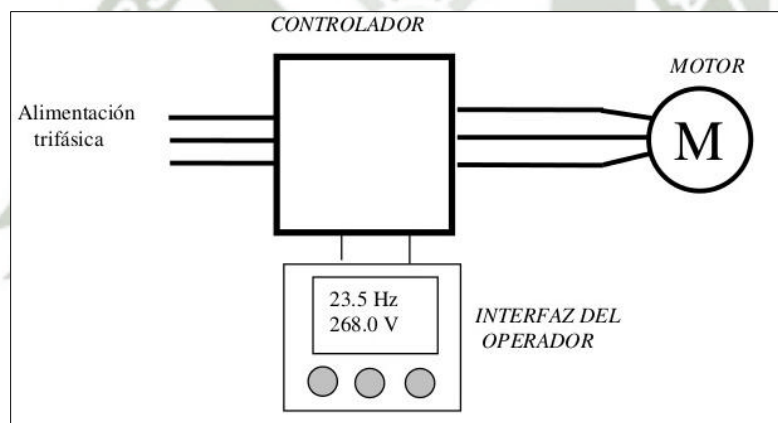 CONTROLADOR
MOTOR
Alimentación
trifásica
M
23.5 Hz
268.0 V
INTERFAZ DEL
OPERADOR